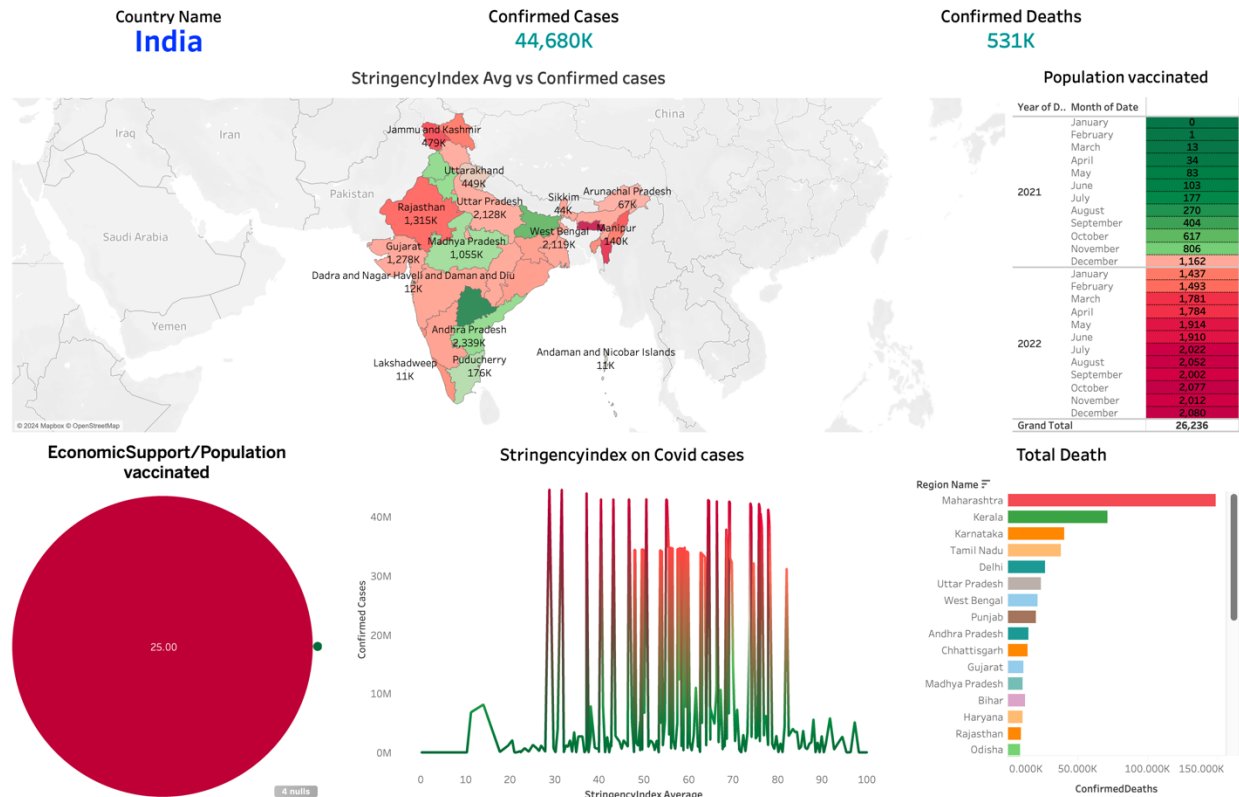 Country Name
India
Confirmed Cases
44,680K
Confirmed Deaths
531K
StringencyIndex Avg vs Confirmed cases
China
Iraq
Iran
Jammu and Kashmir
479K
Pakistan
Uttarakhand
449K
Sikkim
44K
Arunachal Pradesh
67K
Rajasthan
1,315K
Uttar Pradesh
2,128K
Saudi Arabia
West Bengal
2,119K
Manipur
140K
Gujarat
1,278K
Madhya Pradesh
1,055K
Dadra and Nagar Haveli and Daman and Diu
12K
Yemen
Andhra Pradesh
2,339K
Lakshadweep
11K
Puducherry
176K
Andaman and Nicobar Islands
11K
© 2024 Mapbox © OpenStreetMap
Population vaccinated
Year of D.. Month of Date
2021
January 0
February 1
March 13
April 34
May 83
June 103
July 177
August 270
September 404
October 617
November 806
December 1,162
2022
January 1,437
February 1,493
March 1,781
April 1,784
May 1,914
June 1,910
July 2,022
August 2,052
September 2,002
October 2,077
November 2,012
December 2,080
Grand Total 26,236
EconomicSupport/Population
vaccinated
25.00
4 nulls
Stringencyindex on Covid cases
Confirmed Cases
40M
30M
20M
10M
0M
0 10 20 30 40 50 60 70 80 90 100
StringencyIndex Average
Total Death
Region Name
Maharashtra
Kerala
Karnataka
Tamil Nadu
Delhi
Uttar Pradesh
West Bengal
Punjab
Andhra Pradesh
Chhattisgarh
Gujarat
Madhya Pradesh
Bihar
Haryana
Rajasthan
Odisha
0.000K 50.000K 100.000K 150.000K
ConfirmedDeaths